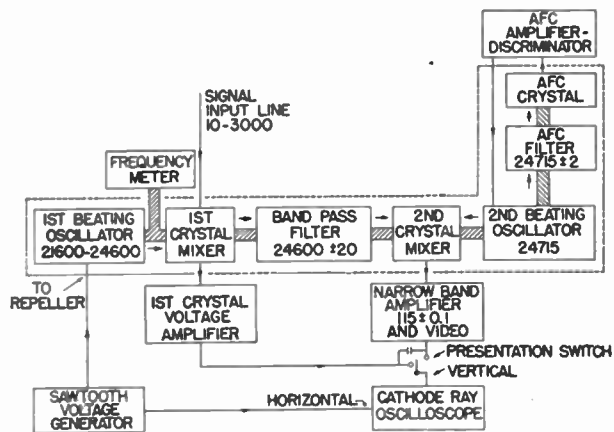 AFC
AMPLIFIER-
DISCRIMINATOR
AFC
CRYSTAL
AFC
FILTER
24715±2
SIGNAL
INPUT LINE
10-3000
FREQUENCY
METER
1ST BEATING
OSCILLATOR
21600-24600
1ST
CRYSTAL
MIXER
BAND PASS
FILTER
24600 ±20
2ND
CRYSTAL
MIXER
2ND BEATING
OSCILLATOR
24715
TO
REPELLER
1ST CRYSTAL
VOLTAGE
AMPLIFIER
NARROW BAND
AMPLIFIER
115±0.1
AND VIDEO
PRESENTATION SWITCH
VERTICAL
SAWTOOTH
VOLTAGE
GENERATOR
HORIZONTAL
CATHODE RAY
OSCILLOSCOPE